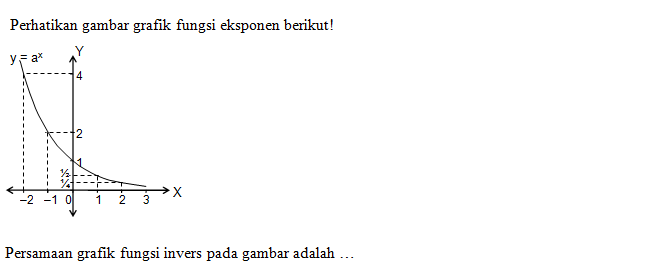 Perhatikan gambar grafik fungsi eksponen berikut!
y = aˣ
Y
4
2
1
½
¼
–2 –1 0 1 2 3 X
Persamaan grafik fungsi invers pada gambar adalah …